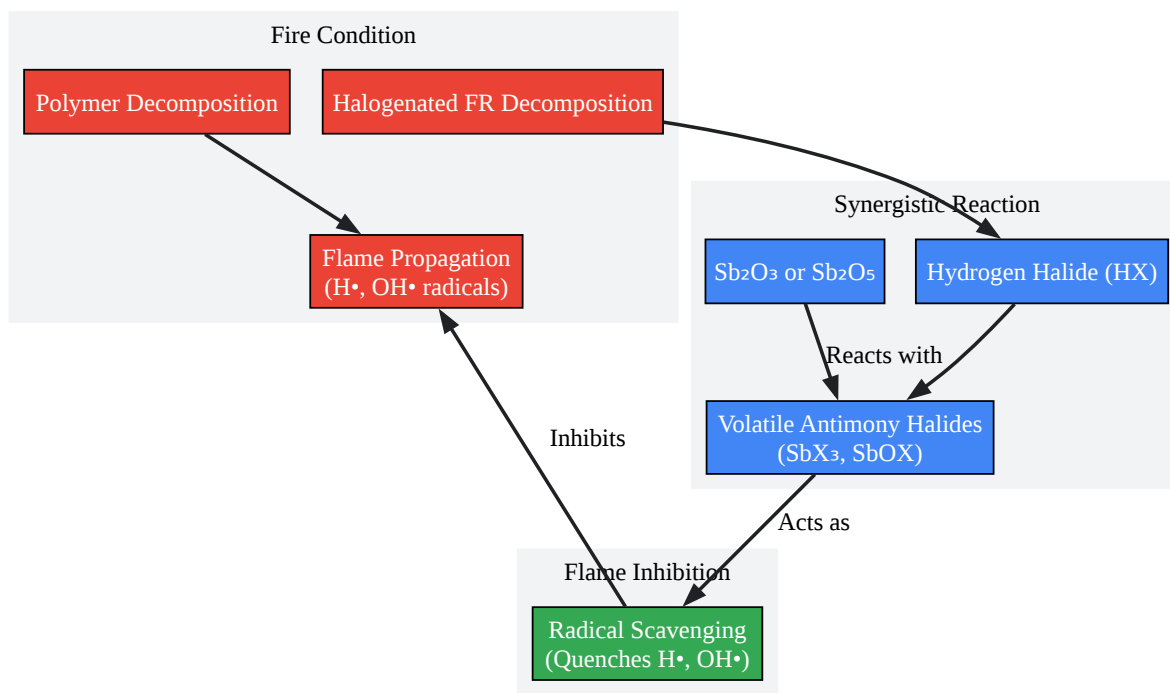 Fire Condition
Polymer Decomposition
Halogenated FR Decomposition
Synergistic Reaction
Flame Propagation
(H•, OH• radicals)
Sb₂O₃ or Sb₂O₅
Hydrogen Halide (HX)
Reacts with
Volatile Antimony Halides
(SbX₃, SbOX)
Inhibits
Acts as
Flame Inhibition
Radical Scavenging
(Quenches H•, OH•)